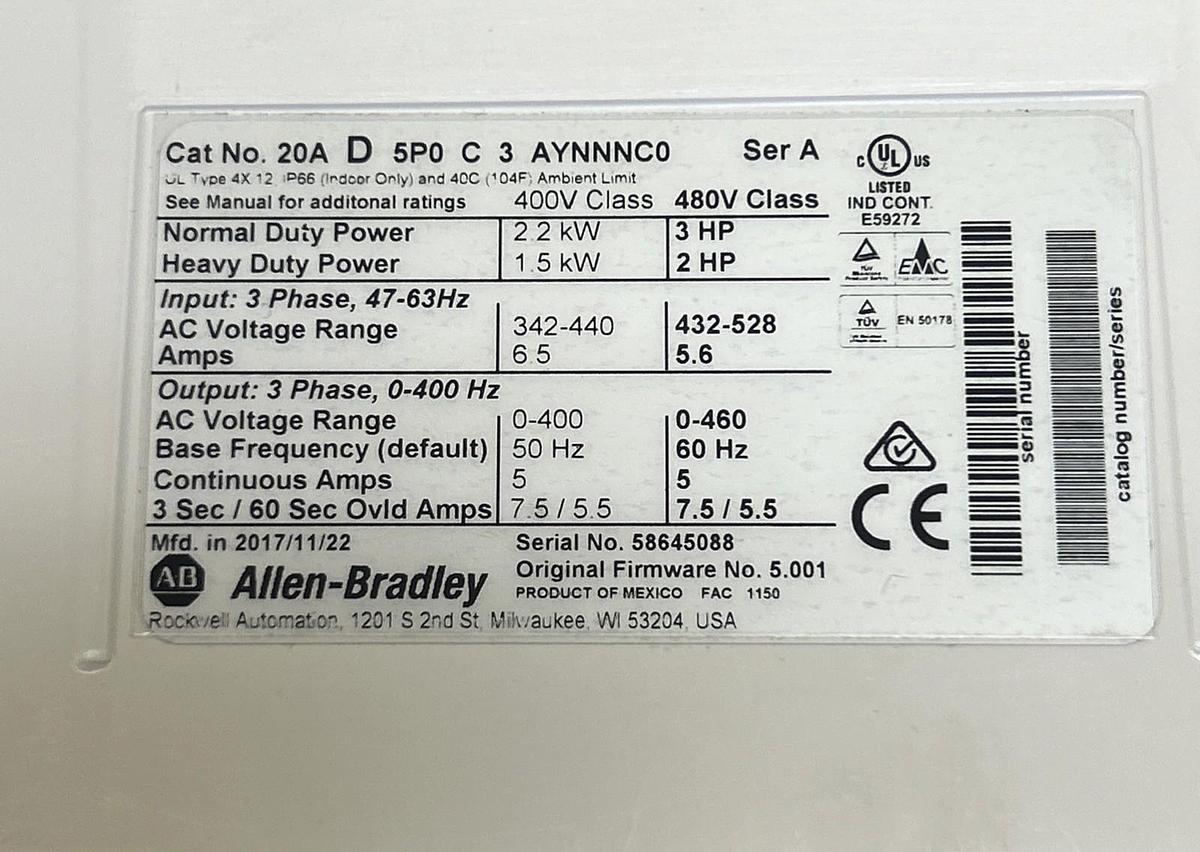 Cat No. 20A D 5P0 C 3 AYNNNC0 Ser A
UL Type 4X 12 IP66 (Indoor Only) and 40C (104F) Ambient Limit
See Manual for additonal ratings 400V Class 480V Class
Normal Duty Power 2.2 kW 3 HP
Heavy Duty Power 1.5 kW 2 HP
Input: 3 Phase, 47-63Hz
AC Voltage Range 342-440 432-528
Amps 6.5 5.6
Output: 3 Phase, 0-400 Hz
AC Voltage Range 0-400 0-460
Base Frequency (default) 50 Hz 60 Hz
Continuous Amps 5 5
3 Sec / 60 Sec Ovld Amps 7.5 / 5.5 7.5 / 5.5
Mfd. in 2017/11/22 Serial No. 58645088
Original Firmware No. 5.001
AB Allen-Bradley PRODUCT OF MEXICO FAC 1150
Rockwell Automation, 1201 S 2nd St, Milwaukee, WI 53204, USA
C UL US
LISTED
IND CONT.
E59272
TÜV EMC
TÜV EN 50178
CE
serial number
catalog number/series